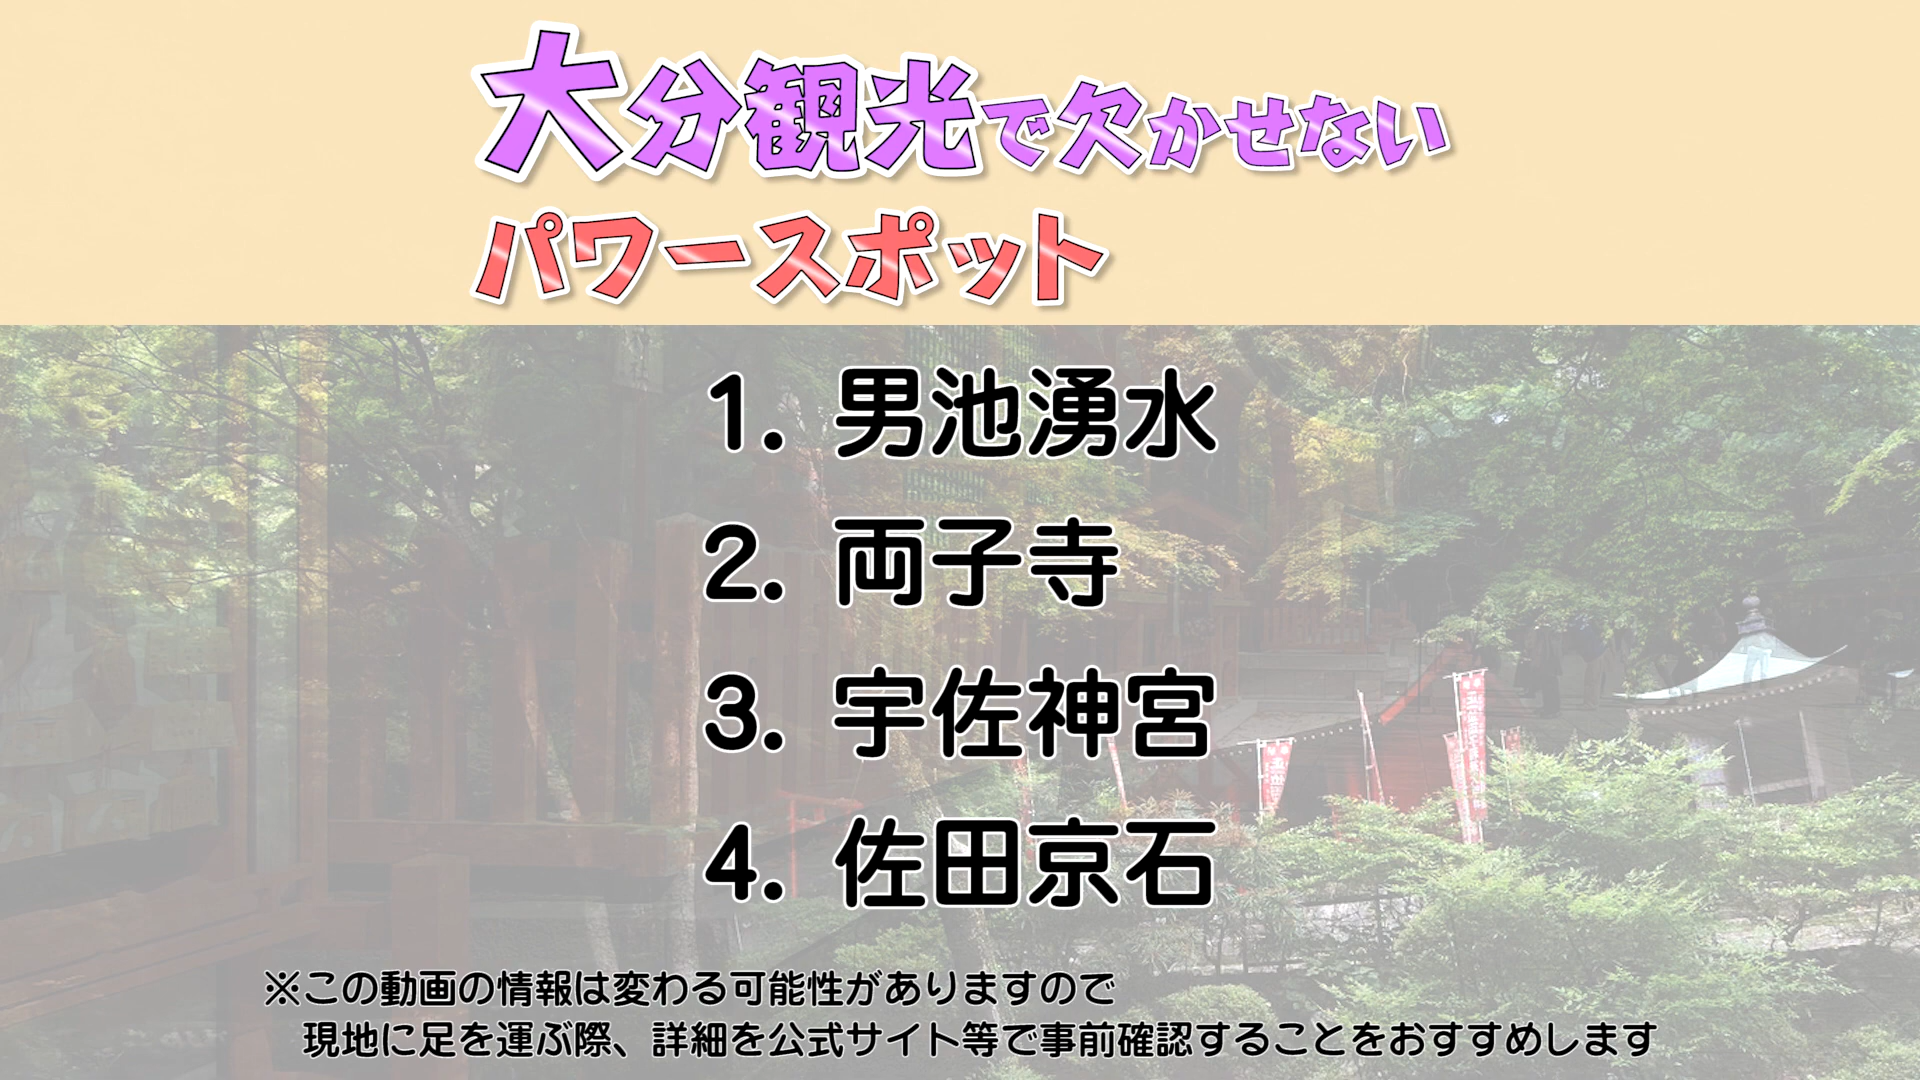 大分観光で欠かせない
パワースポット
1. 男池湧水
2. 両子寺
3. 宇佐神宮
4. 佐田京石
※この動画の情報は変わる可能性がありますので
現地に足を運ぶ際、詳細を公式サイト等で事前確認することをおすすめします